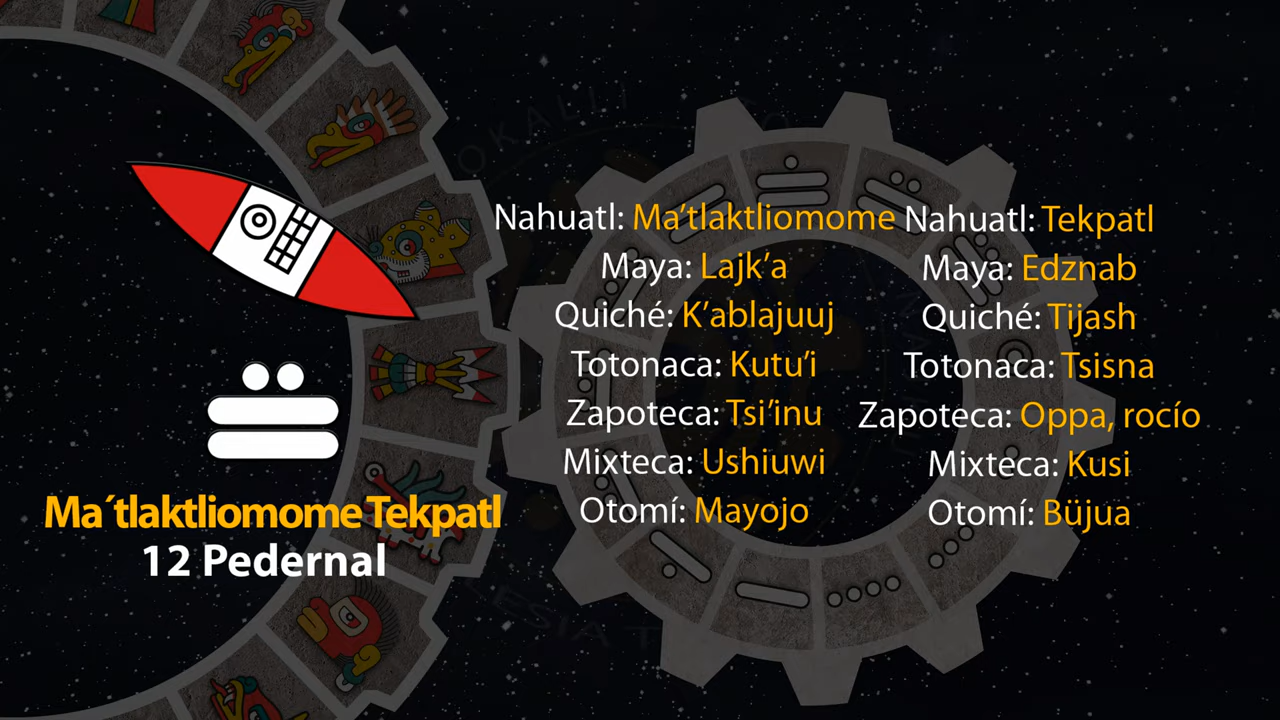 Nahuatl: Ma’tlaktliomome
Maya: Lajk’a
Quiché: K’ablajuuj
Totonaca: Kutu’i
Zapoteca: Tsi’inu
Mixteca: Ushiuwi
Otomí: Mayojo
Nahuatl: Tekpatl
Maya: Edznab
Quiché: Tijash
Totonaca: Tsisna
Zapoteca: Oppa, rocío
Mixteca: Kusi
Otomí: Büjua
Ma´tlaktliomome Tekpatl
12 Pedernal